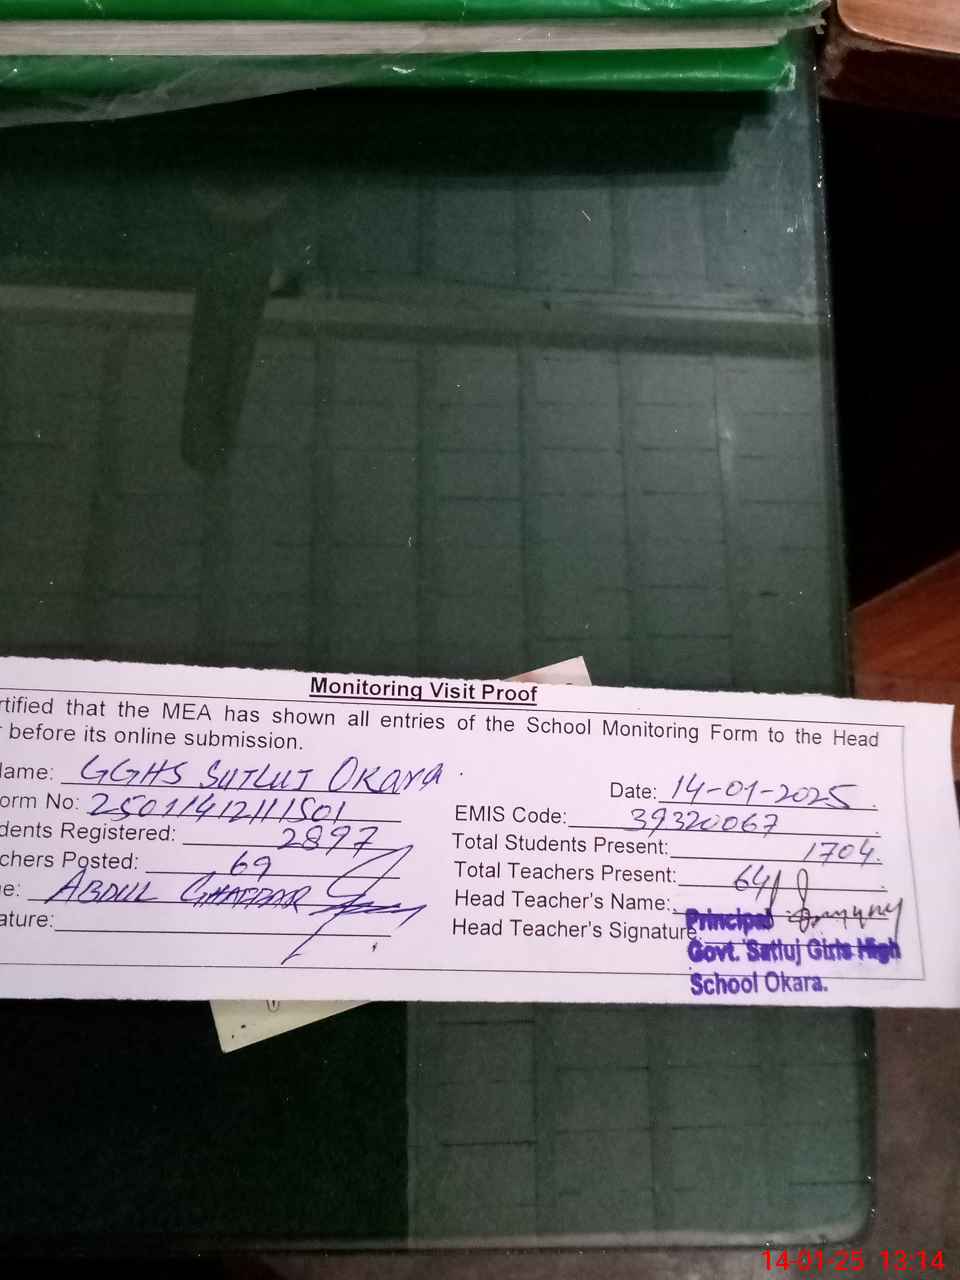 Monitoring Visit Proof
rtified that the MEA has shown all entries of the School Monitoring Form to the Head
before its online submission.
lame: GGHS SUTLUJ OKARA
Date: 14-01-2025
orm No: 25011412111501
EMIS Code: 39320067
dents Registered: 2897
Total Students Present: 1704
chers Posted: 69
Total Teachers Present: 64
e: ABDUL GHAFFAR
Head Teacher's Name:
ature:
Head Teacher's Signature:
Principal
Govt. Satluj Girls High
School Okara.
14-01-25 13:14